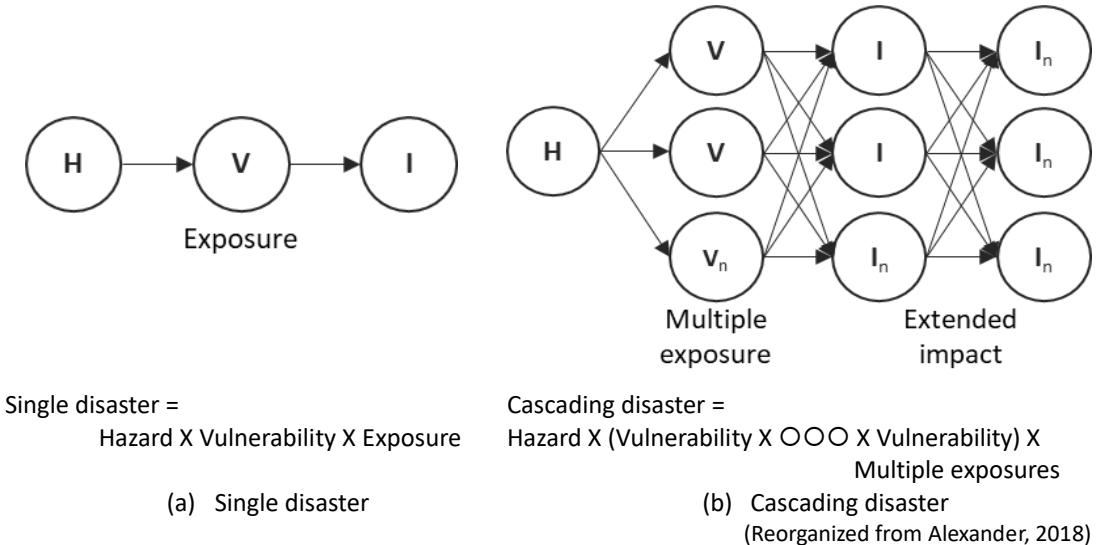 H
V
I
Exposure
Single disaster =
Hazard X Vulnerability X Exposure
(a) Single disaster
H
V
I
Iₙ
V
I
Iₙ
Vₙ
Iₙ
Iₙ
Multiple
exposure
Extended
impact
Cascading disaster =
Hazard X (Vulnerability X ○○○ X Vulnerability) X
Multiple exposures
(b) Cascading disaster
(Reorganized from Alexander, 2018)